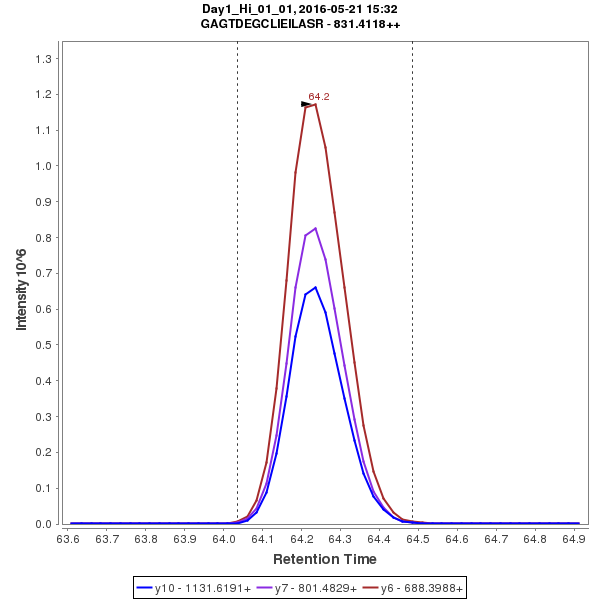 Day1_Hi_01_01, 2016-05-21 15:32
GAGTDEGCLIEILASR - 831.4118++
64.2
1.3
1.2
1.1
1.0
0.9
0.8
0.7
0.6
0.5
0.4
0.3
0.2
0.1
0.0
Intensity 10^6
63.6 63.7 63.8 63.9 64.0 64.1 64.2 64.3 64.4 64.5 64.6 64.7 64.8 64.9
Retention Time
y10 - 1131.6191+ y7 - 801.4829+ y6 - 688.3988+